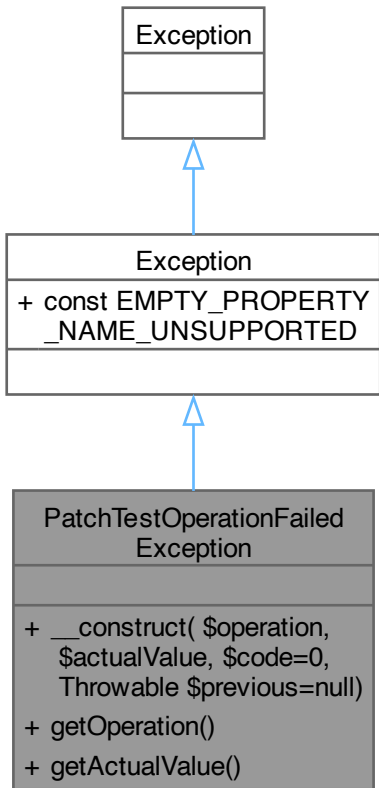 Exception
Exception
+ const EMPTY_PROPERTY
_NAME_UNSUPPORTED
PatchTestOperationFailed
Exception
+ __construct( $operation,
$actualValue, $code=0,
Throwable $previous=null)
+ getOperation()
+ getActualValue()